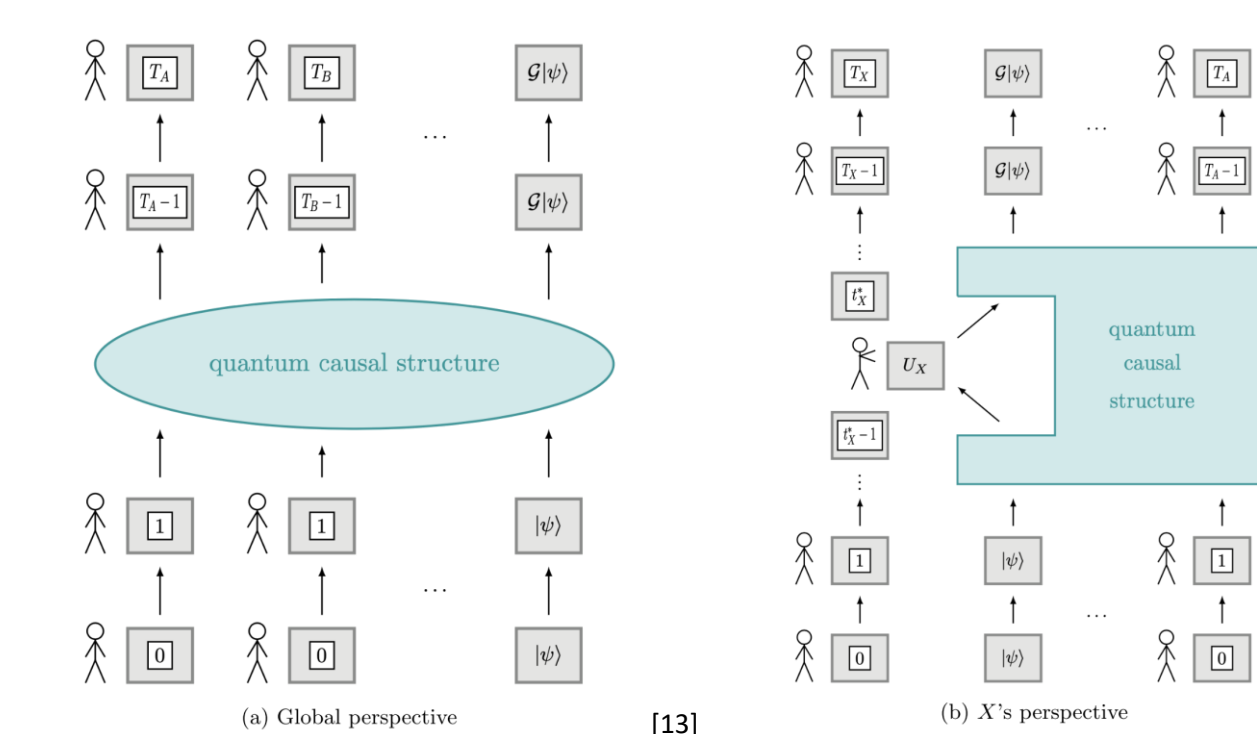 T_A T_B 𝒢|ψ⟩
...
T_A − 1 T_B − 1 𝒢|ψ⟩
quantum causal structure
1 1 |ψ⟩
...
0 0 |ψ⟩
(a) Global perspective
[13]
T_X 𝒢|ψ⟩ T_A
...
T_X − 1 𝒢|ψ⟩ T_A − 1
⋮
t*_X
U_X
t*_X − 1
⋮
quantum
causal
structure
1 |ψ⟩ 1
...
0 |ψ⟩ 0
(b) X's perspective